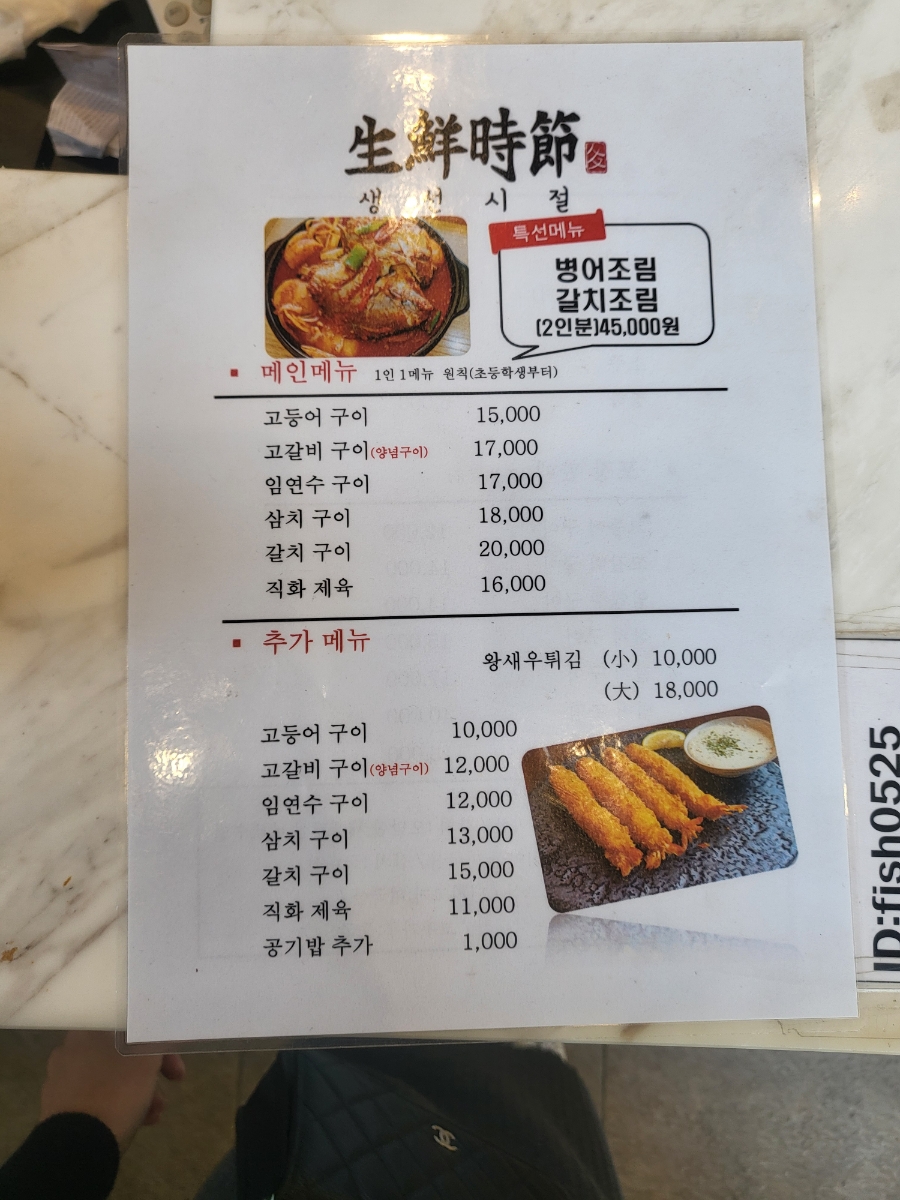 生鮮時節
생 선 시 절
특선메뉴
병어조림
갈치조림
(2인분)45,000원
▪ 메인메뉴 1인 1메뉴 원칙(초등학생부터)
고등어 구이 15,000
고갈비 구이(양념구이) 17,000
임연수 구이 17,000
삼치 구이 18,000
갈치 구이 20,000
직화 제육 16,000
▪ 추가 메뉴
왕새우튀김 (小) 10,000
(大) 18,000
고등어 구이 10,000
고갈비 구이(양념구이) 12,000
임연수 구이 12,000
삼치 구이 13,000
갈치 구이 15,000
직화 제육 11,000
공기밥 추가 1,000
ID:fish0525